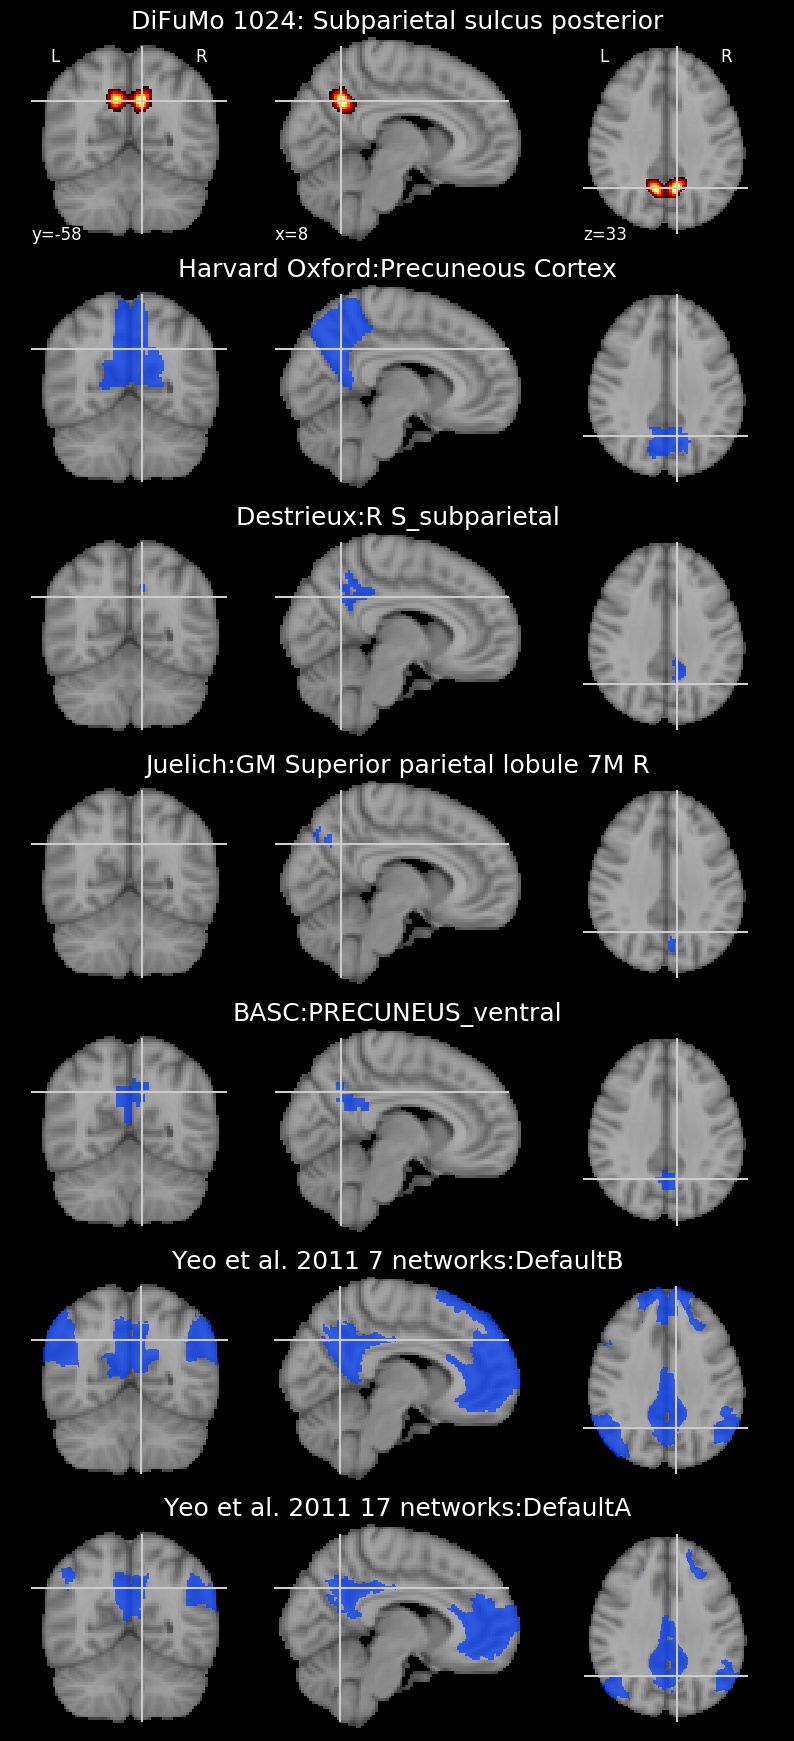 DiFuMo 1024: Subparietal sulcus posterior
L R L R
y=-58 x=8 z=33
Harvard Oxford:Precuneous Cortex
Destrieux:R S_subparietal
Juelich:GM Superior parietal lobule 7M R
BASC:PRECUNEUS_ventral
Yeo et al. 2011 7 networks:DefaultB
Yeo et al. 2011 17 networks:DefaultA